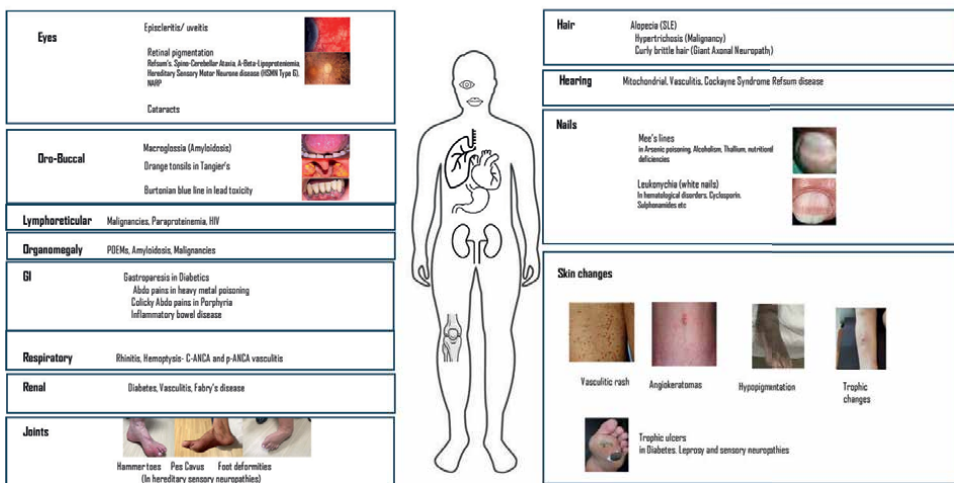 Eyes
Episcleritis/ uveitis
Retinal pigmentation
Refsum's, Spino-Cerebellar Ataxia, A-Beta-Lipoproteniemia,
Hereditary Sensory Motor Neurone disease (HSMN Type 6),
NARP
Cataracts
Oro-Buccal
Macroglossia (Amyloidosis)
Orange tonsils in Tangier's
Burtonian blue line in lead toxicity
Lymphoreticular
Malignancies, Paraproteinemia, HIV
Organomegaly
POEMs, Amyloidosis, Malignancies
GI
Gastroparesis in Diabetics
Abdo pains in heavy metal poisoning
Colicky Abdo pains in Porphyria
Inflammatory bowel disease
Respiratory
Rhinitis, Hemoptysis- C-ANCA and p-ANCA vasculitis
Renal
Diabetes, Vasculitis, Fabry's disease
Joints
Hammer toes
Pes Cavus
Foot deformities
(In hereditary sensory neuropathies)
Hair
Alopecia (SLE)
Hypertrichosis (Malignancy)
Curly brittle hair (Giant Axonal Neuropath)
Hearing
Mitochondrial, Vasculitis, Cockayne Syndrome Refsum disease
Nails
Mee's lines
in Arsenic poisoning, Alcoholism, Thallium, nutritional
deficiencies
Leukonychia (white nails)
In hematological disorders, Cyclosporin,
Sulphonamides etc
Skin changes
Vasculitic rash
Angiokeratomas
Hypopigmentation
Trophic
changes
Trophic ulcers
in Diabetes, Leprosy and sensory neuropathies